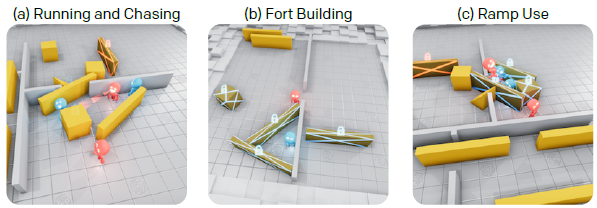 (a) Running and Chasing
(b) Fort Building
(c) Ramp Use